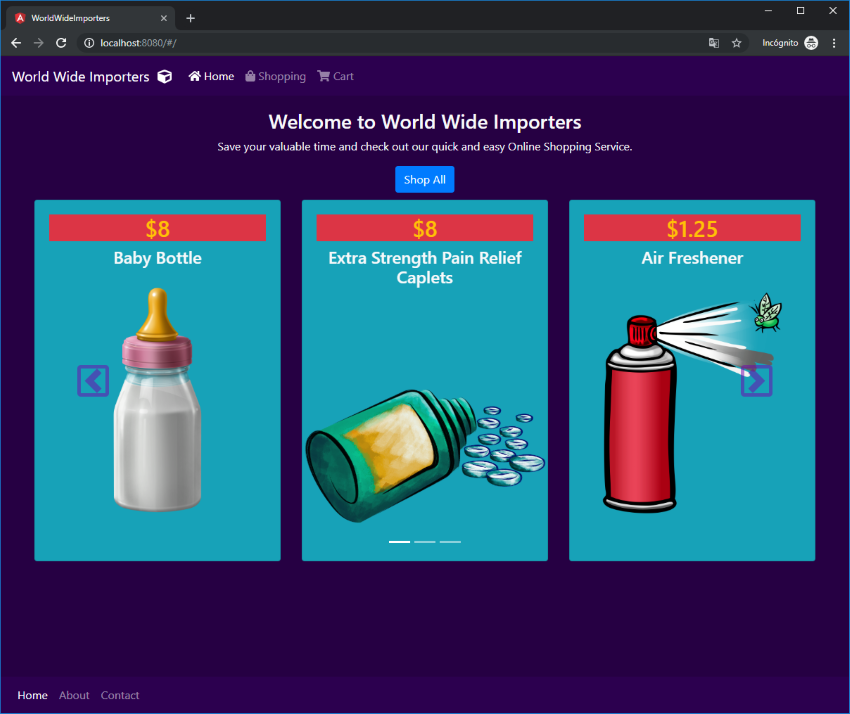 WorldWideImporters
localhost:8080/#/
Incógnito
World Wide Importers
Home
Shopping
Cart
Welcome to World Wide Importers
Save your valuable time and check out our quick and easy Online Shopping Service.
Shop All
$8
Baby Bottle
$8
Extra Strength Pain Relief
Caplets
$1.25
Air Freshener
Home
About
Contact